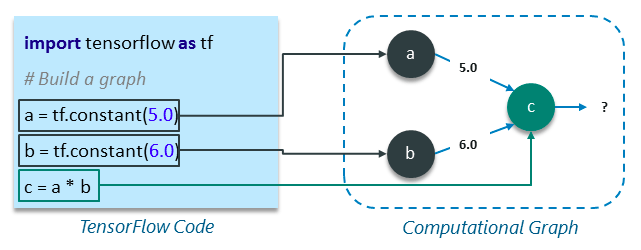 import tensorflow as tf
# Build a graph
a = tf.constant(5.0)
b = tf.constant(6.0)
c = a * b
TensorFlow Code
a
5.0
c
?
b
6.0
Computational Graph